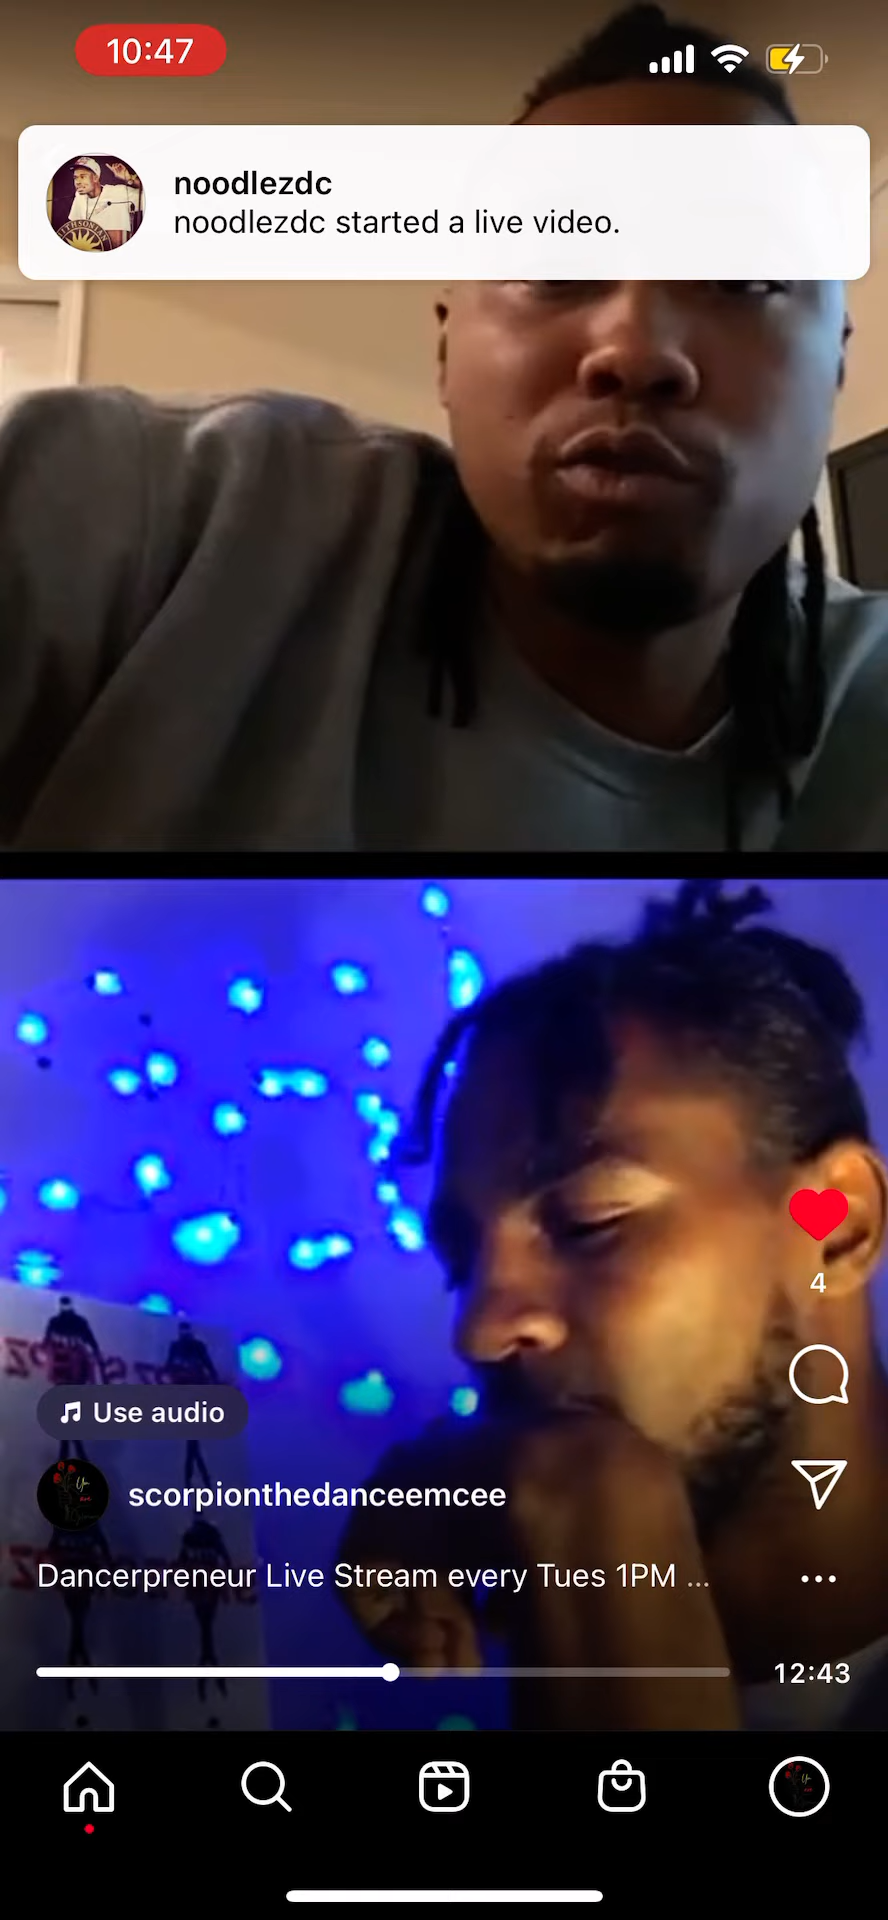 10:47
noodlezdc
noodlezdc started a live video.
4
Use audio
scorpionthedanceemcee
Dancerpreneur Live Stream every Tues 1PM ...
12:43